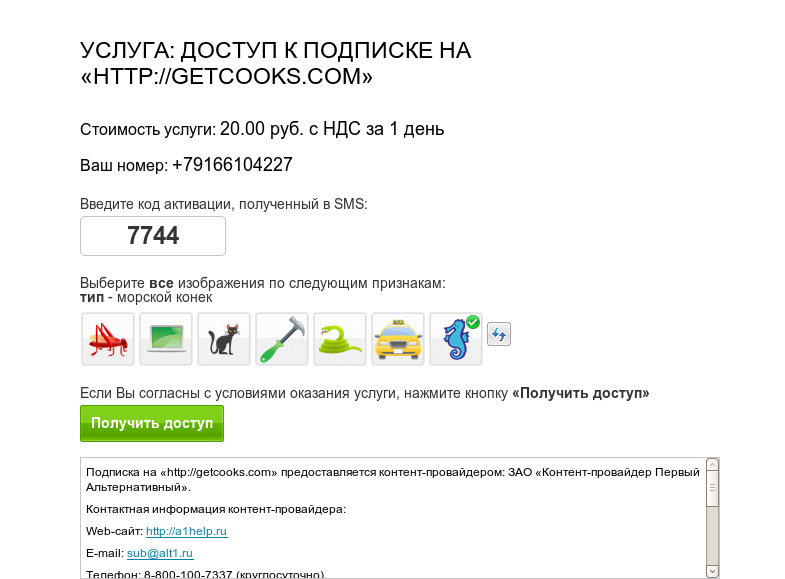 УСЛУГА: ДОСТУП К ПОДПИСКЕ НА
«HTTP://GETCOOKS.COM»
Стоимость услуги: 20.00 руб. с НДС за 1 день
Ваш номер: +79166104227
Введите код активации, полученный в SMS:
7744
Выберите все изображения по следующим признакам:
тип - морской конек
Если Вы согласны с условиями оказания услуги, нажмите кнопку «Получить доступ»
Получить доступ
Подписка на «http://getcooks.com» предоставляется контент-провайдером: ЗАО «Контент-провайдер Первый
Альтернативный».
Контактная информация контент-провайдера:
Web-сайт: http://a1help.ru
E-mail: sub@alt1.ru
Телефон: 8-800-100-7337 (круглосуточно)